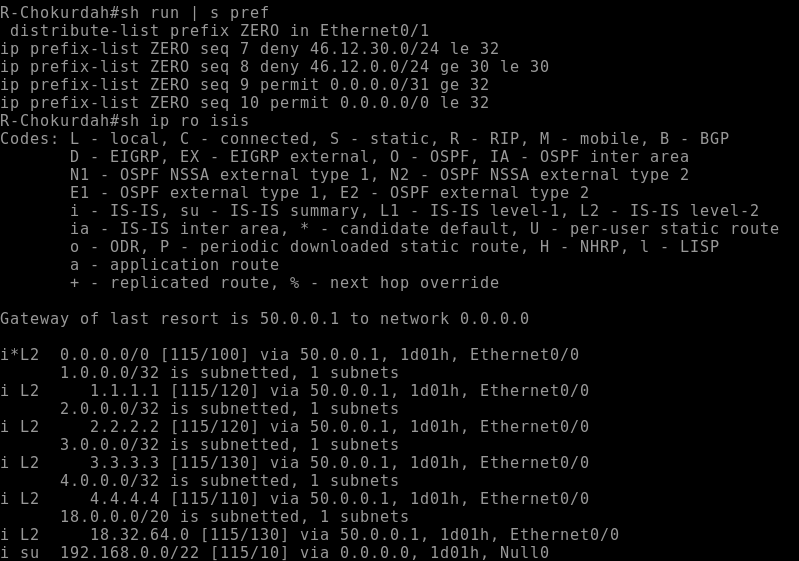 R-Chokurdah#sh run | s pref
 distribute-list prefix ZERO in Ethernet0/1
ip prefix-list ZERO seq 7 deny 46.12.30.0/24 le 32
ip prefix-list ZERO seq 8 deny 46.12.0.0/24 ge 30 le 30
ip prefix-list ZERO seq 9 permit 0.0.0.0/31 ge 32
ip prefix-list ZERO seq 10 permit 0.0.0.0/0 le 32
R-Chokurdah#sh ip ro isis
Codes: L - local, C - connected, S - static, R - RIP, M - mobile, B - BGP
       D - EIGRP, EX - EIGRP external, O - OSPF, IA - OSPF inter area
       N1 - OSPF NSSA external type 1, N2 - OSPF NSSA external type 2
       E1 - OSPF external type 1, E2 - OSPF external type 2
       i - IS-IS, su - IS-IS summary, L1 - IS-IS level-1, L2 - IS-IS level-2
       ia - IS-IS inter area, * - candidate default, U - per-user static route
       o - ODR, P - periodic downloaded static route, H - NHRP, l - LISP
       a - application route
       + - replicated route, % - next hop override

Gateway of last resort is 50.0.0.1 to network 0.0.0.0

i*L2  0.0.0.0/0 [115/100] via 50.0.0.1, 1d01h, Ethernet0/0
      1.0.0.0/32 is subnetted, 1 subnets
i L2     1.1.1.1 [115/120] via 50.0.0.1, 1d01h, Ethernet0/0
      2.0.0.0/32 is subnetted, 1 subnets
i L2     2.2.2.2 [115/120] via 50.0.0.1, 1d01h, Ethernet0/0
      3.0.0.0/32 is subnetted, 1 subnets
i L2     3.3.3.3 [115/130] via 50.0.0.1, 1d01h, Ethernet0/0
      4.0.0.0/32 is subnetted, 1 subnets
i L2     4.4.4.4 [115/110] via 50.0.0.1, 1d01h, Ethernet0/0
      18.0.0.0/20 is subnetted, 1 subnets
i L2     18.32.64.0 [115/130] via 50.0.0.1, 1d01h, Ethernet0/0
i su  192.168.0.0/22 [115/10] via 0.0.0.0, 1d01h, Null0